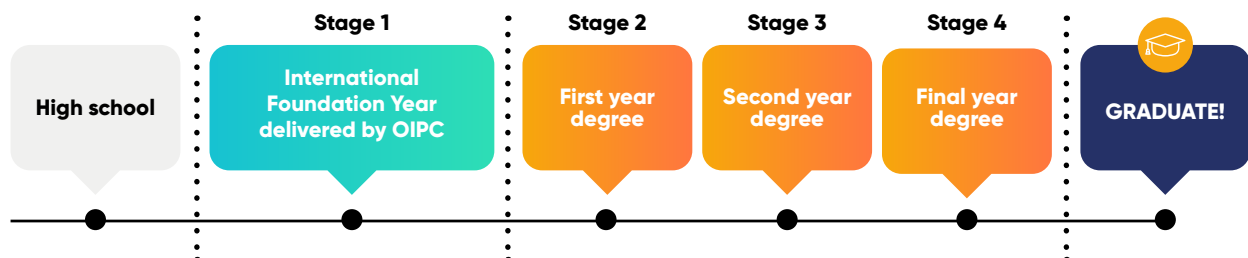 Stage 1
Stage 2
Stage 3
Stage 4
High school
International
Foundation Year
delivered by OIPC
First year
degree
Second year
degree
Final year
degree
GRADUATE!